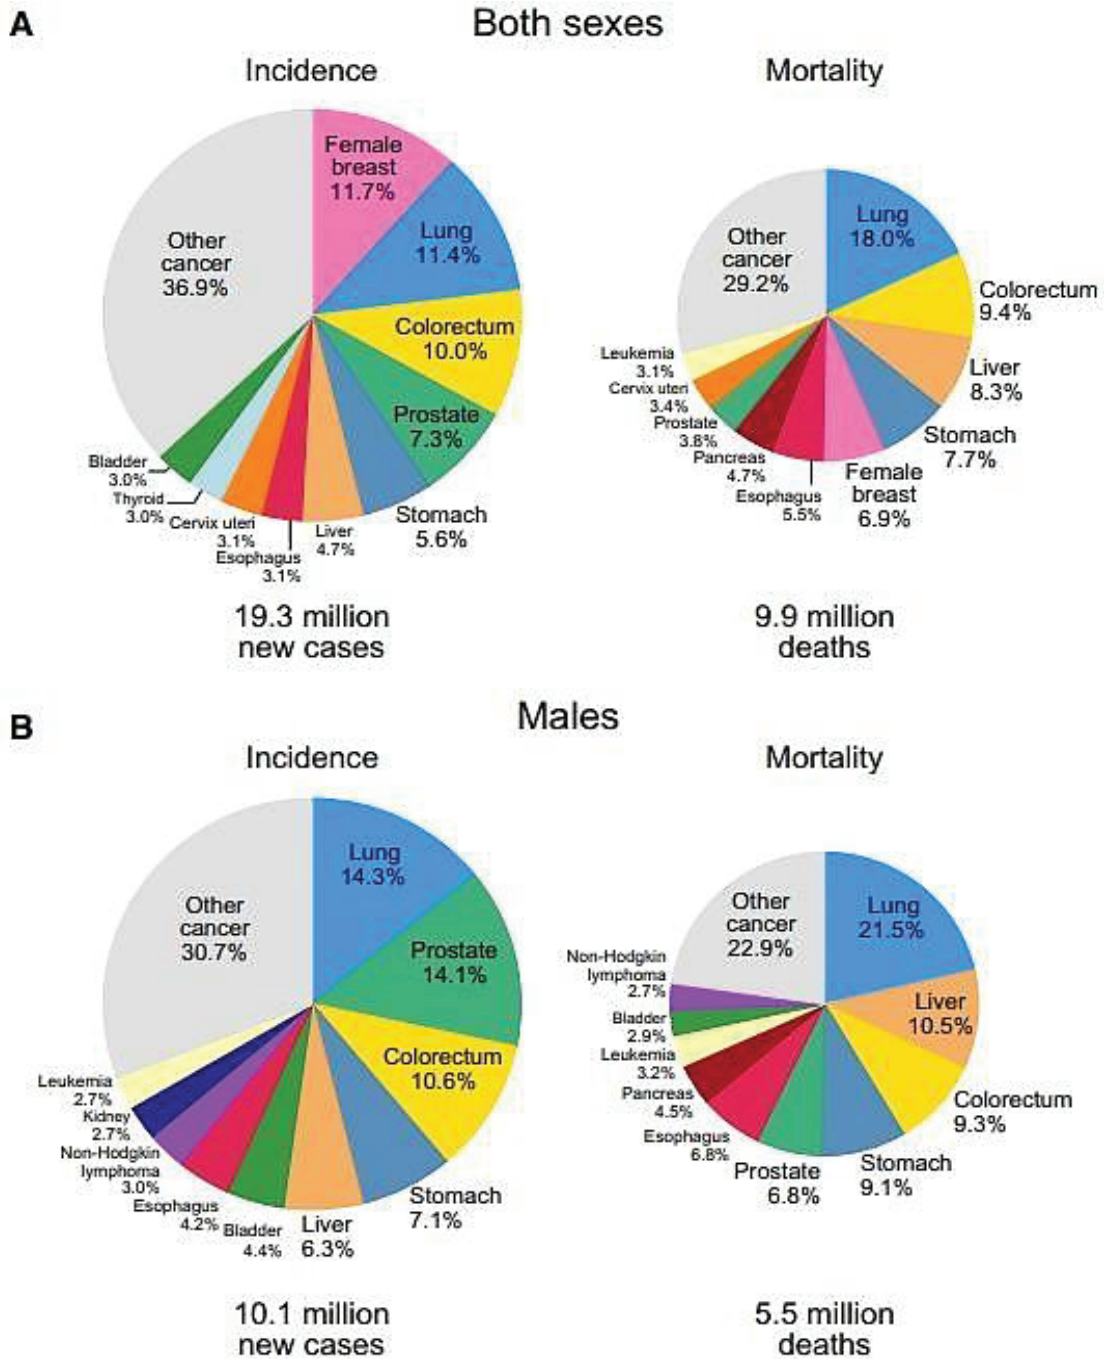 A
Both sexes
Incidence
Mortality
Female
breast
11.7%
Lung
11.4%
Colorectum
10.0%
Prostate
7.3%
Stomach
5.6%
Liver
4.7%
Esophagus
3.1%
Cervix uteri
3.1%
Thyroid
3.0%
Bladder
3.0%
Other
cancer
36.9%
19.3 million
new cases
Lung
18.0%
Colorectum
9.4%
Liver
8.3%
Stomach
7.7%
Female
breast
6.9%
Esophagus
5.5%
Pancreas
4.7%
Prostate
3.8%
Cervix uteri
3.4%
Leukemia
3.1%
Other
cancer
29.2%
9.9 million
deaths
B
Males
Incidence
Mortality
Lung
14.3%
Prostate
14.1%
Colorectum
10.6%
Stomach
7.1%
Liver
6.3%
Bladder
4.4%
Esophagus
4.2%
Non-Hodgkin
lymphoma
3.0%
Kidney
2.7%
Leukemia
2.7%
Other
cancer
30.7%
10.1 million
new cases
Lung
21.5%
Liver
10.5%
Colorectum
9.3%
Stomach
9.1%
Prostate
6.8%
Esophagus
6.8%
Pancreas
4.5%
Leukemia
3.2%
Bladder
2.9%
Non-Hodgkin
lymphoma
2.7%
Other
cancer
22.9%
5.5 million
deaths